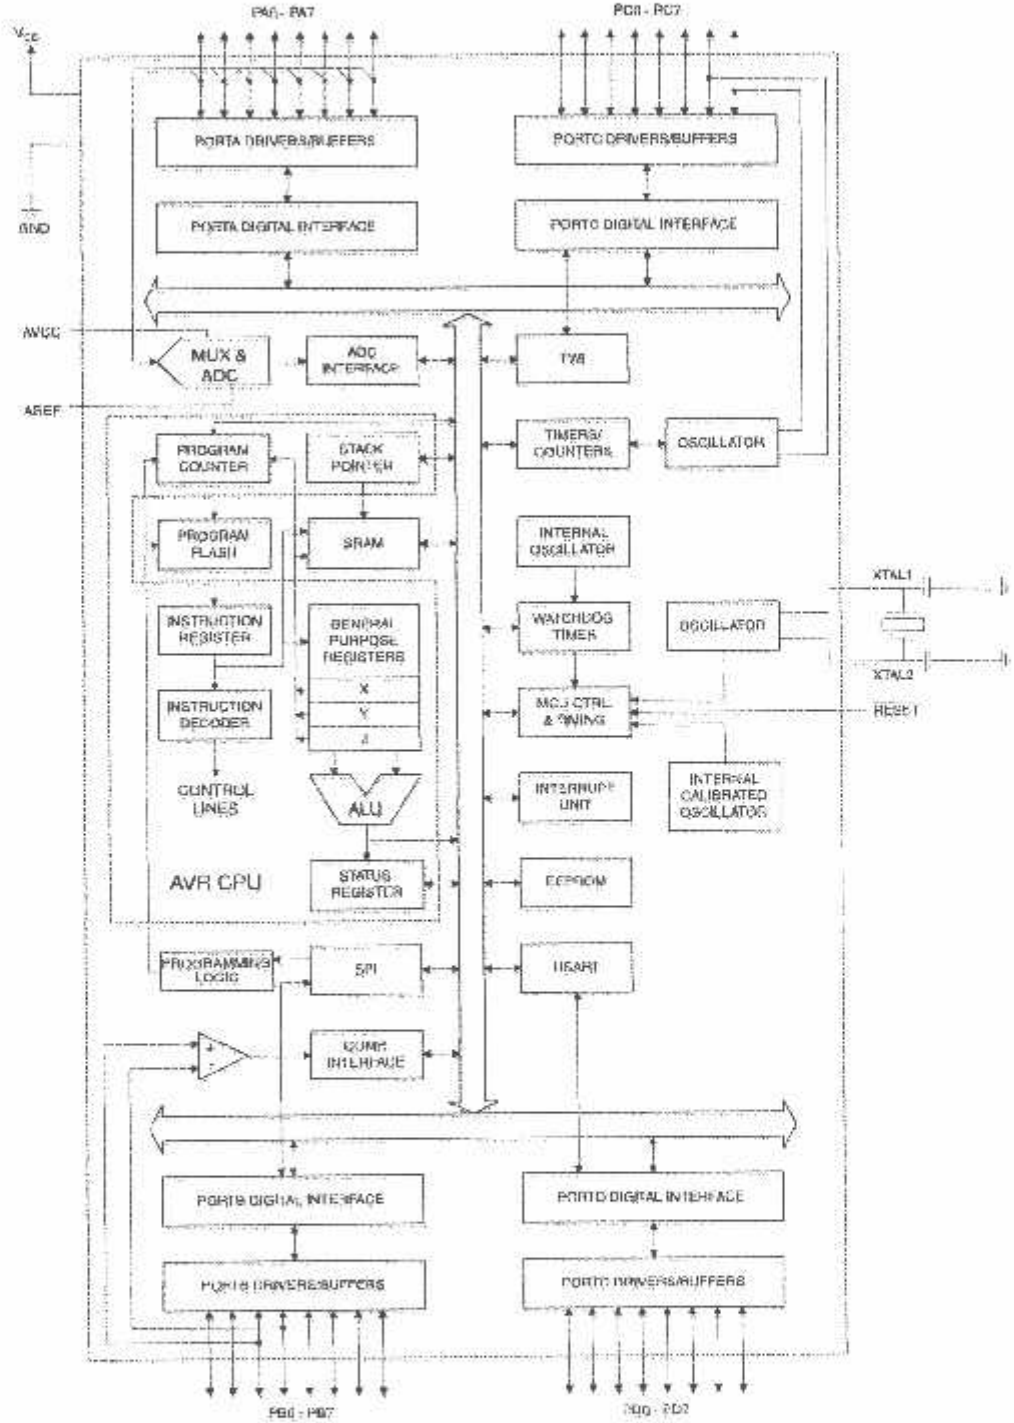 PA0 - PA7
PC0 - PC7
VCC
PORTA DRIVERS/BUFFERS
PORTC DRIVERS/BUFFERS
GND
PORTA DIGITAL INTERFACE
PORTC DIGITAL INTERFACE
AVCC
MUX &
ADC
ADC
INTERFACE
TWI
AREF
PROGRAM
COUNTER
STACK
POINTER
TIMERS/
COUNTERS
OSCILLATOR
PROGRAM
FLASH
SRAM
INTERNAL
OSCILLATOR
XTAL1
INSTRUCTION
REGISTER
GENERAL
PURPOSE
REGISTERS
WATCHDOG
TIMER
OSCILLATOR
XTAL2
X
INSTRUCTION
DECODER
Y
Z
MCU CTRL.
& TIMING
RESET
CONTROL
LINES
ALU
INTERRUPT
UNIT
INTERNAL
CALIBRATED
OSCILLATOR
AVR CPU
STATUS
REGISTER
EEPROM
PROGRAMMING
LOGIC
SPI
USART
+
-
COMP.
INTERFACE
PORTB DIGITAL INTERFACE
PORTD DIGITAL INTERFACE
PORTB DRIVERS/BUFFERS
PORTD DRIVERS/BUFFERS
PB0 - PB7
PD0 - PD7